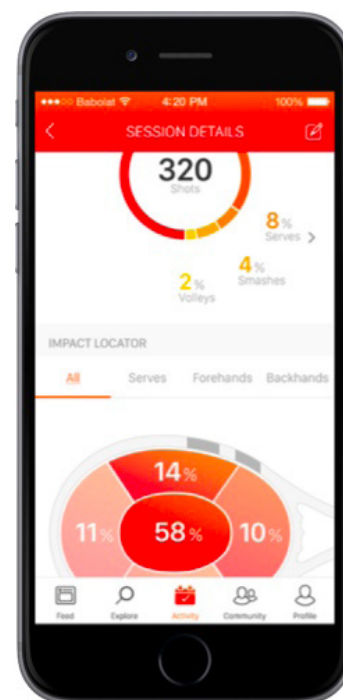 Babolat 4:20 PM 100%
SESSION DETAILS
320
Shots
8%
Serves >
4%
Smashes
2%
Volleys
IMPACT LOCATOR
All Serves Forehands Backhands
14%
11% 58% 10%
Feed Explore Activity Community Profile